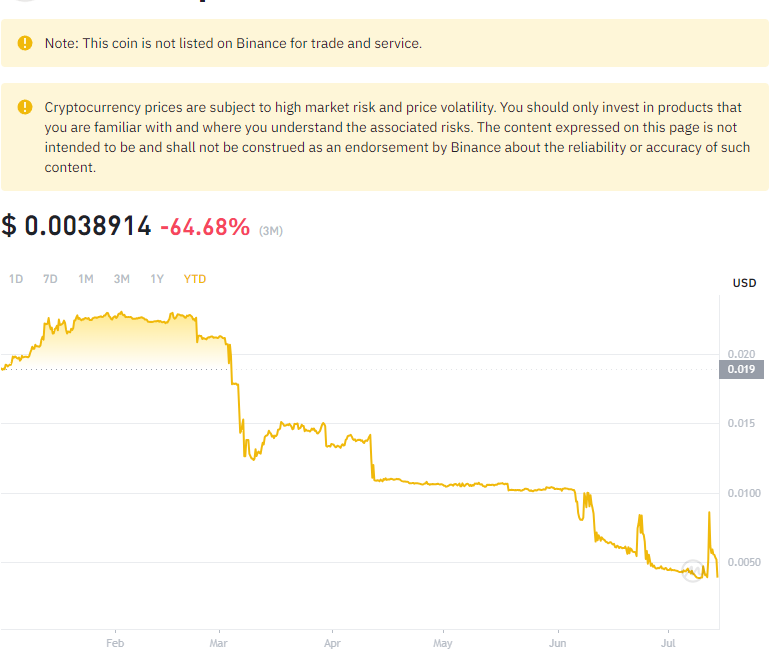 Note: This coin is not listed on Binance for trade and service.
Cryptocurrency prices are subject to high market risk and price volatility. You should only invest in products that
you are familiar with and where you understand the associated risks. The content expressed on this page is not
intended to be and shall not be construed as an endorsement by Binance about the reliability or accuracy of such
content.
$ 0.0038914 -64.68% (3M)
1D 7D 1M 3M 1Y YTD
USD
0.020
0.019
0.015
0.0100
0.0050
Feb Mar Apr May Jun Jul